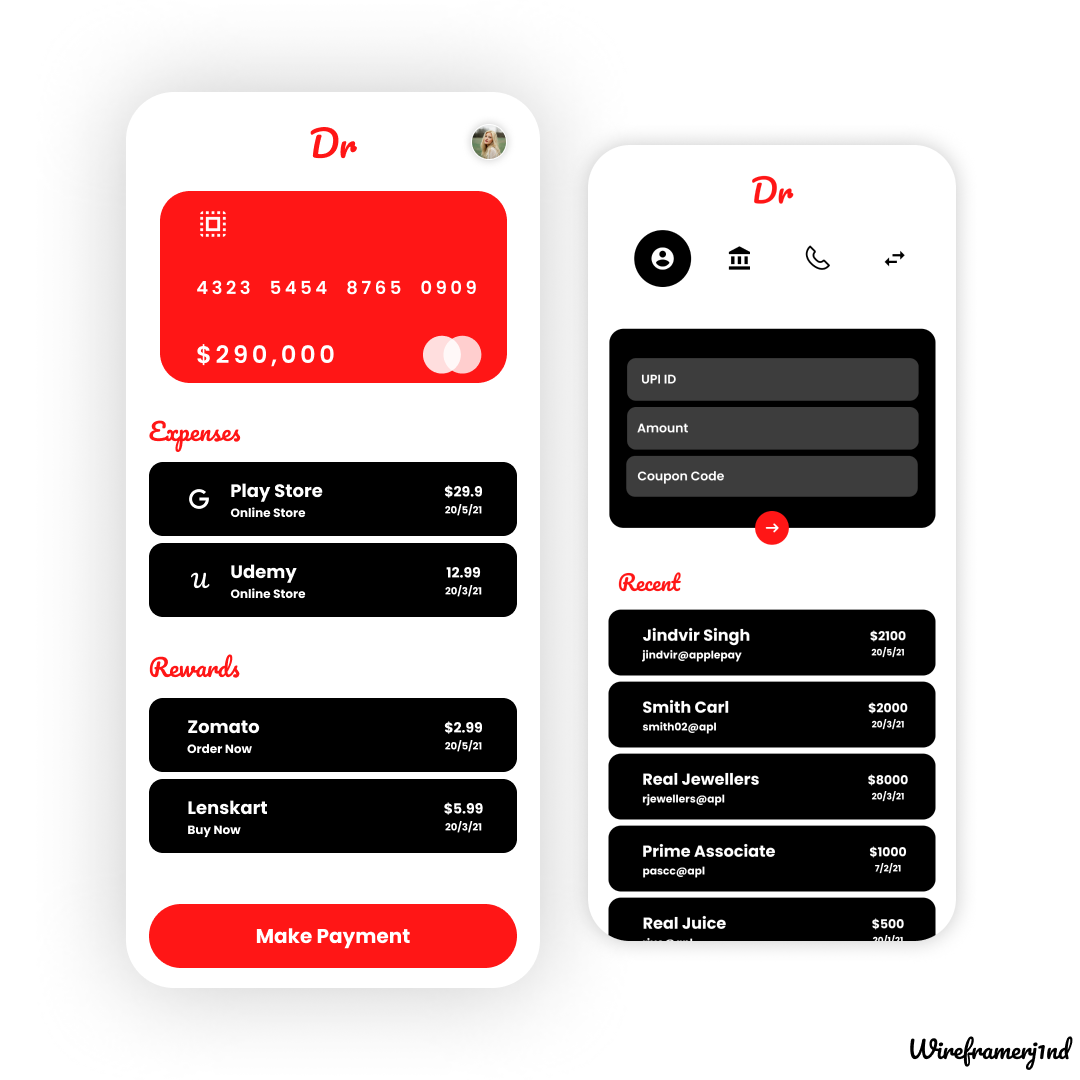 Dr
4323 5454 8765 0909
$290,000
Expenses
Play Store $29.9
Online Store 20/5/21
Udemy 12.99
Online Store 20/3/21
Rewards
Zomato $2.99
Order Now 20/5/21
Lenskart $5.99
Buy Now 20/3/21
Make Payment
Dr
UPI ID
Amount
Coupon Code
Recent
Jindvir Singh $2100
jindvir@applepay 20/5/21
Smith Carl $2000
smith02@apl 20/3/21
Real Jewellers $8000
rjewellers@apl 20/3/21
Prime Associate $1000
pascc@apl 7/2/21
Real Juice $500
20/1/21
Wireframerj1nd